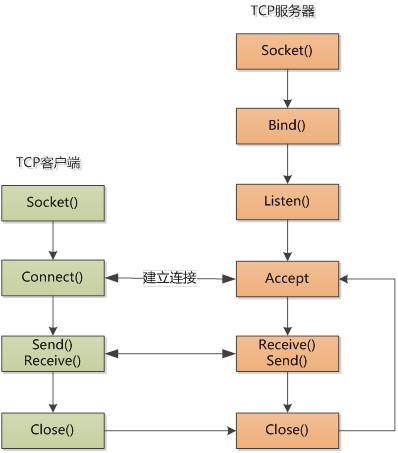 TCP服务器
Socket()
Bind()
TCP客户端
Socket()
Listen()
Connect()
建立连接
Accept
Send()
Receive()
Receive()
Send()
Close()
Close()